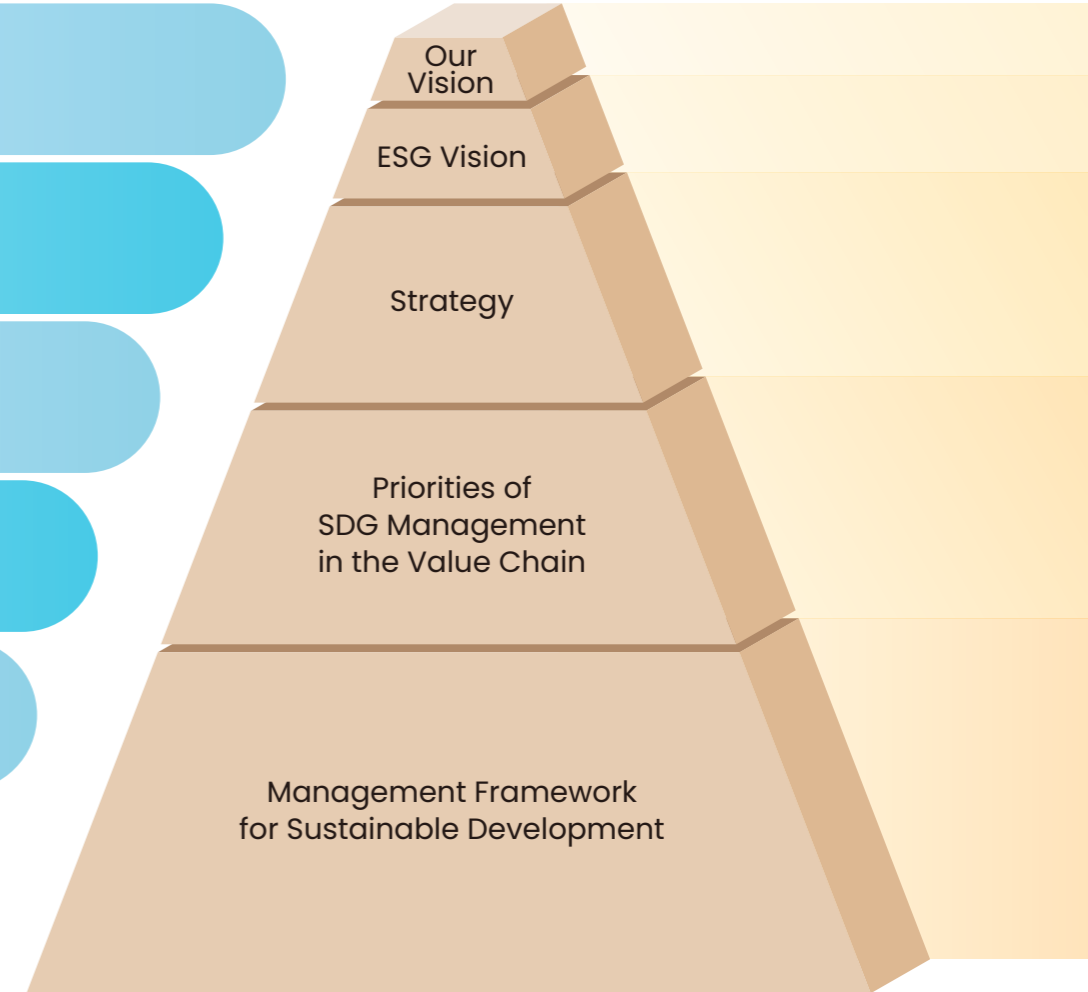 Our
Vision
ESG Vision
Strategy
Priorities of
SDG Management
in the Value Chain
Management Framework
for Sustainable Development